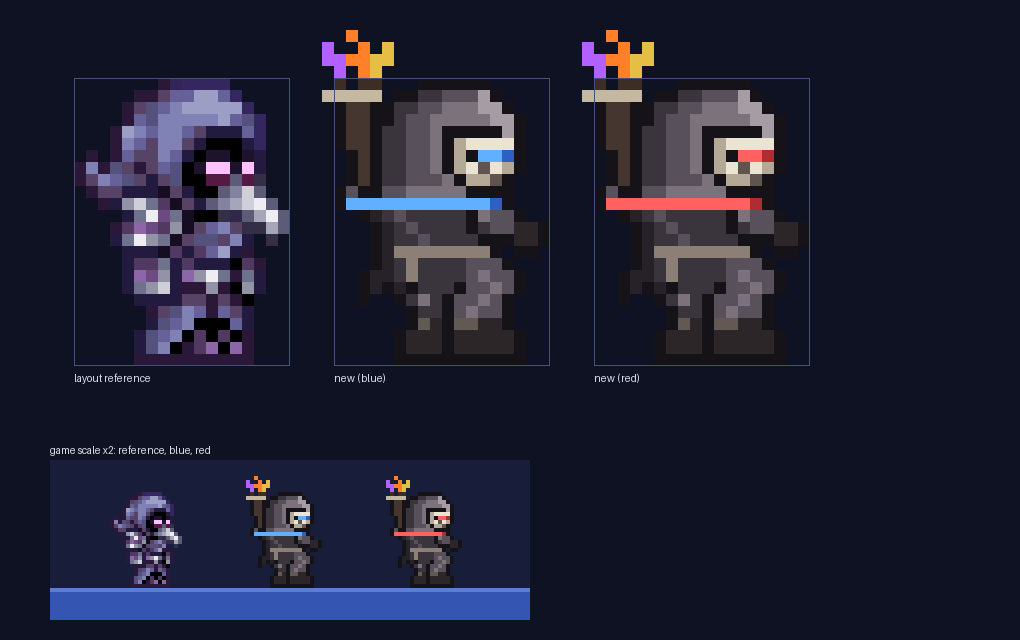 layout reference
new (blue)
new (red)
game scale x2: reference, blue, red